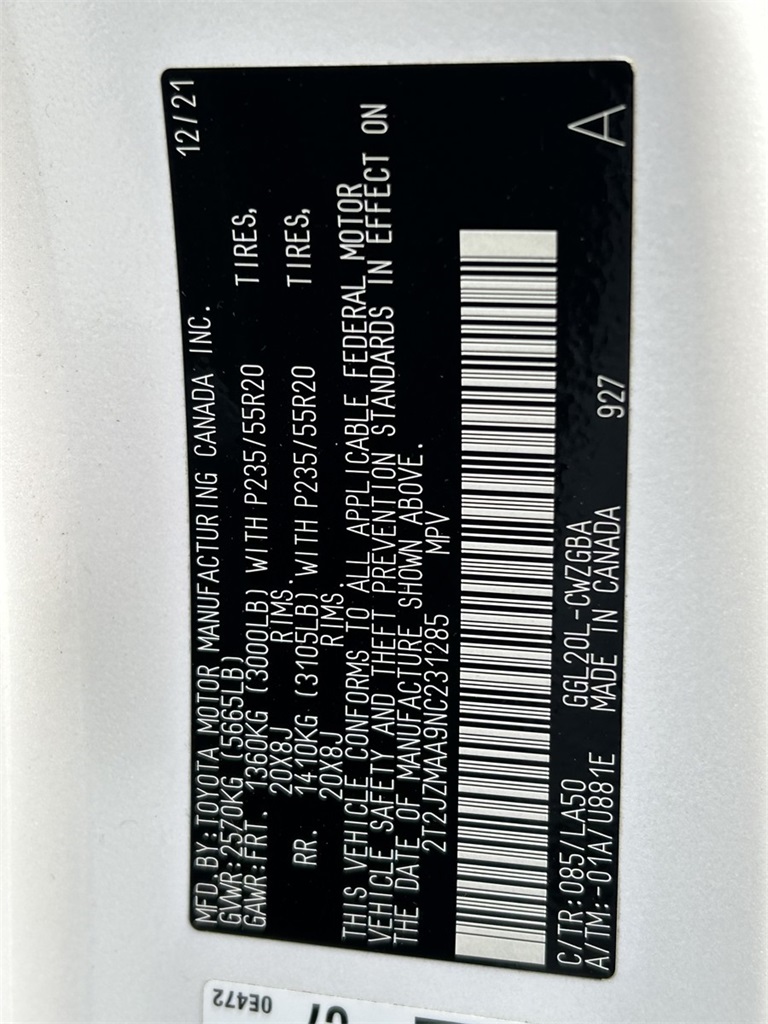 MFD.BY:TOYOTA MOTOR MANUFACTURING CANADA INC. 12/21
GVWR:2570KG (5665LB)
GAWR:FRT. 1360KG (3000LB) WITH P235/55R20 TIRES,
20X8J RIMS.
RR. 1410KG (3105LB) WITH P235/55R20 TIRES,
20X8J RIMS.
THIS VEHICLE CONFORMS TO ALL APPLICABLE FEDERAL MOTOR
VEHICLE SAFETY AND THEFT PREVENTION STANDARDS IN EFFECT ON
THE DATE OF MANUFACTURE SHOWN ABOVE.
2T2JZMAA9NC231285 MPV
C/TR:085/LA50 GGL20L-CWZGBA
A/TM:-01A/U881E MADE IN CANADA 927 A
0E472